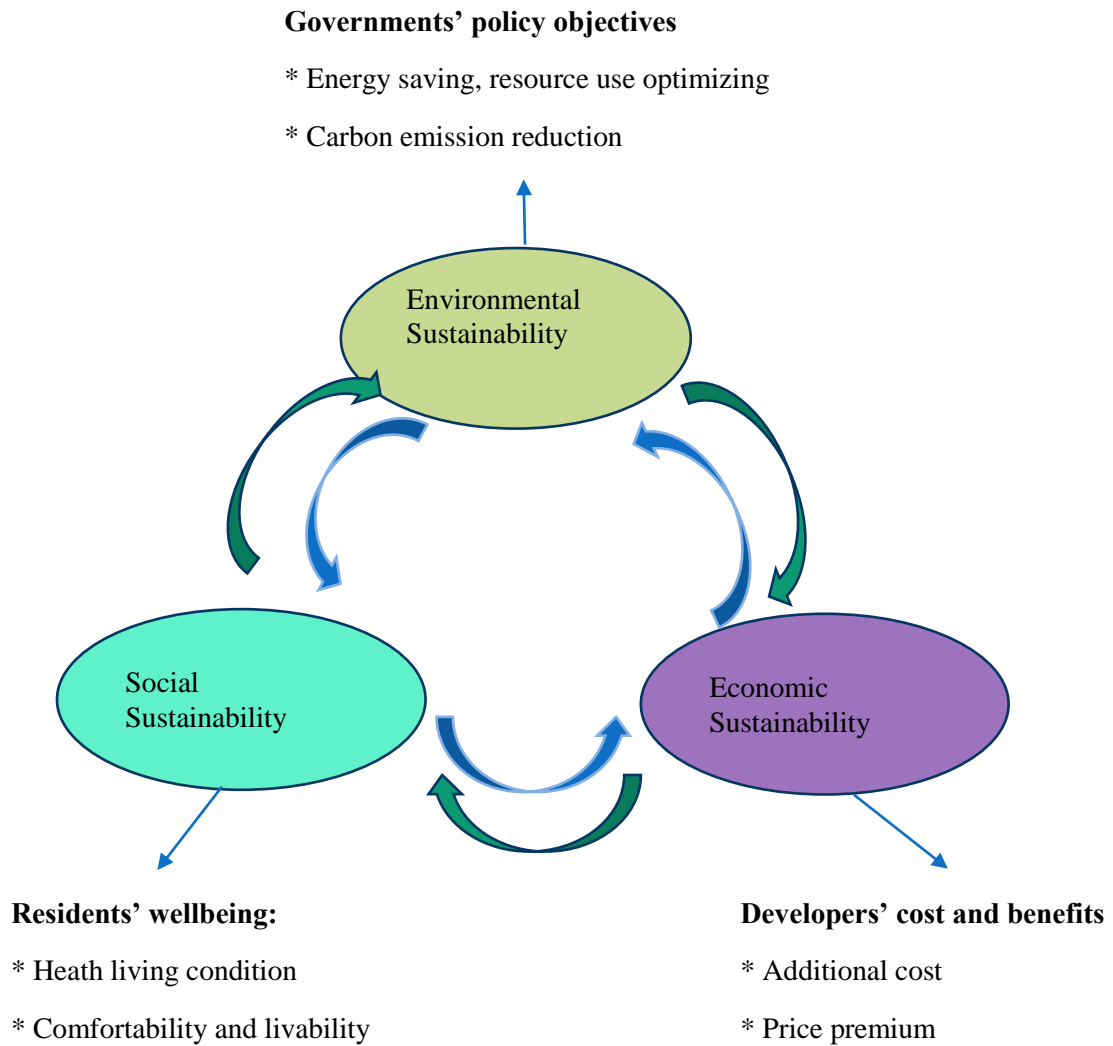 Governments’ policy objectives
* Energy saving, resource use optimizing
* Carbon emission reduction
Environmental
Sustainability
Social
Sustainability
Economic
Sustainability
Residents’ wellbeing:
* Heath living condition
* Comfortability and livability
Developers’ cost and benefits
* Additional cost
* Price premium